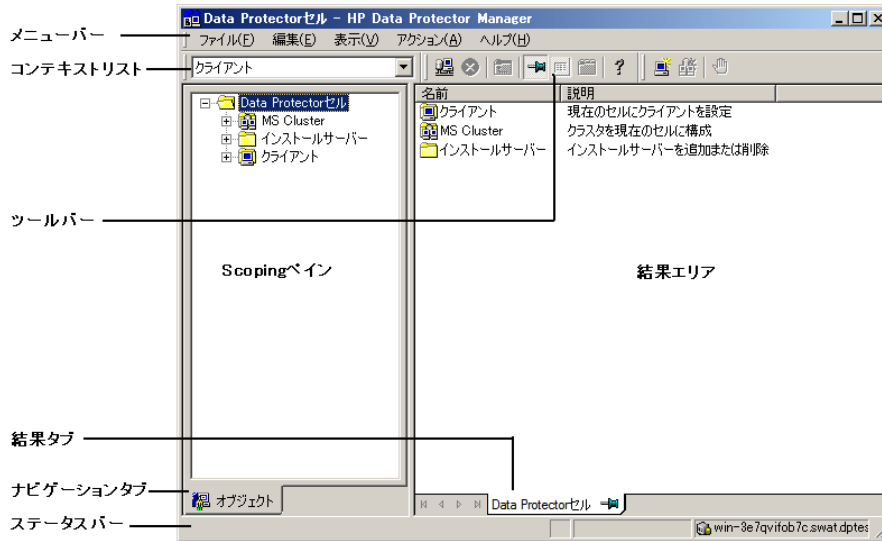 Data Protectorセル - HP Data Protector Manager
メニューバー
ファイル(F) 編集(E) 表示(V) アクション(A) ヘルプ(H)
コンテキストリスト
クライアント
Data Protectorセル
MS Cluster
インストールサーバー
クライアント
名前 説明
クライアント 現在のセルにクライアントを設定
MS Cluster クラスタを現在のセルに構成
インストールサーバー インストールサーバーを追加または削除
ツールバー
Scopingペイン
結果エリア
結果タブ
ナビゲーションタブ
オブジェクト
Data Protectorセル
ステータスバー
win-3e7qvifob7c.swat.dptes